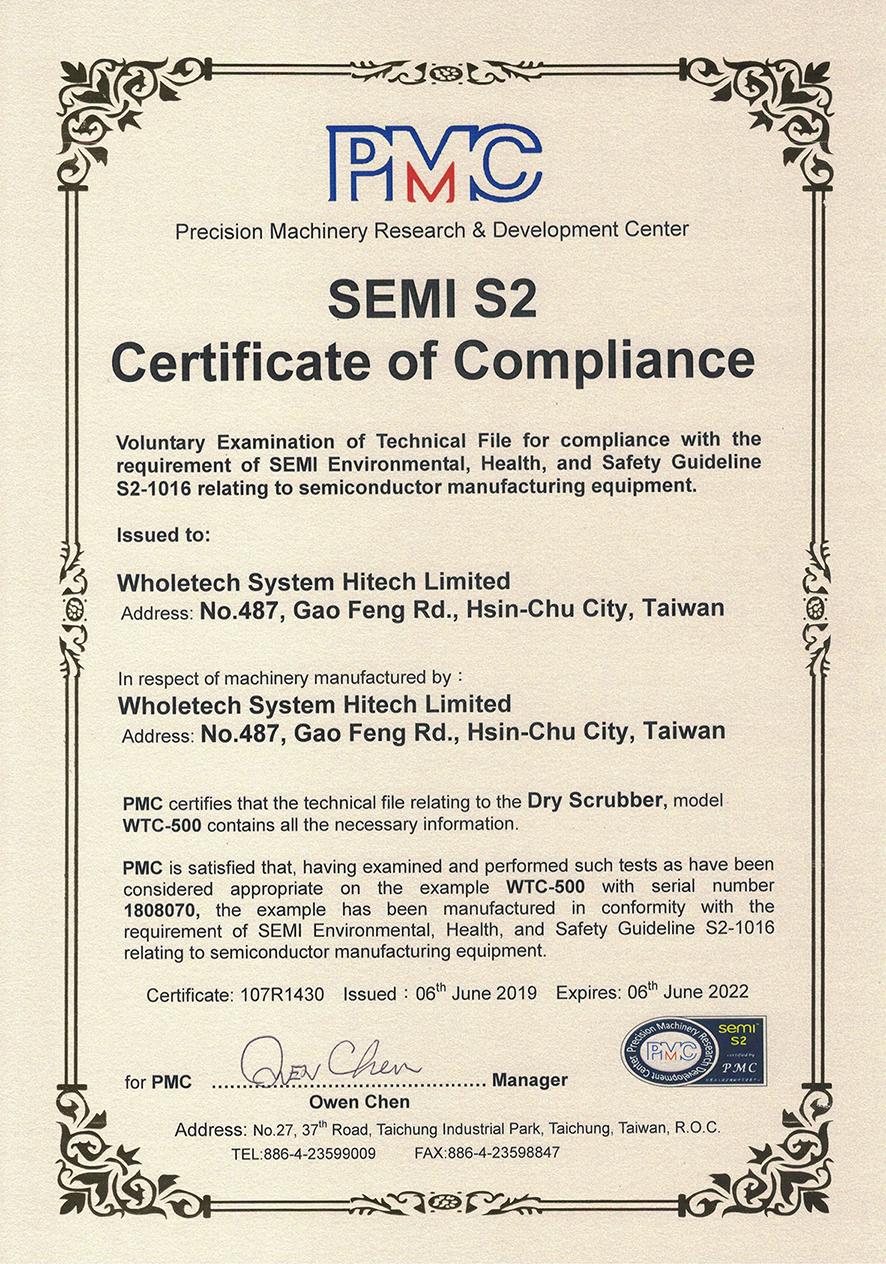 PMC
Precision Machinery Research & Development Center
SEMI S2
Certificate of Compliance
Voluntary Examination of Technical File for compliance with the
requirement of SEMI Environmental, Health, and Safety Guideline
S2-1016 relating to semiconductor manufacturing equipment.
Issued to:
Wholetech System Hitech Limited
Address: No.487, Gao Feng Rd., Hsin-Chu City, Taiwan
In respect of machinery manufactured by :
Wholetech System Hitech Limited
Address: No.487, Gao Feng Rd., Hsin-Chu City, Taiwan
PMC certifies that the technical file relating to the Dry Scrubber, model
WTC-500 contains all the necessary information.
PMC is satisfied that, having examined and performed such tests as have been
considered appropriate on the example WTC-500 with serial number
1808070, the example has been manufactured in conformity with the
requirement of SEMI Environmental, Health, and Safety Guideline S2-1016
relating to semiconductor manufacturing equipment.
Certificate: 107R1430 Issued : 06th June 2019 Expires: 06th June 2022
Precision Machinery Research Development Center
PMC
semi
S2
certified by
PMC
Owen Chen
for PMC ........................................... Manager
Owen Chen
Address: No.27, 37th Road, Taichung Industrial Park, Taichung, Taiwan, R.O.C.
TEL:886-4-23599009 FAX:886-4-23598847